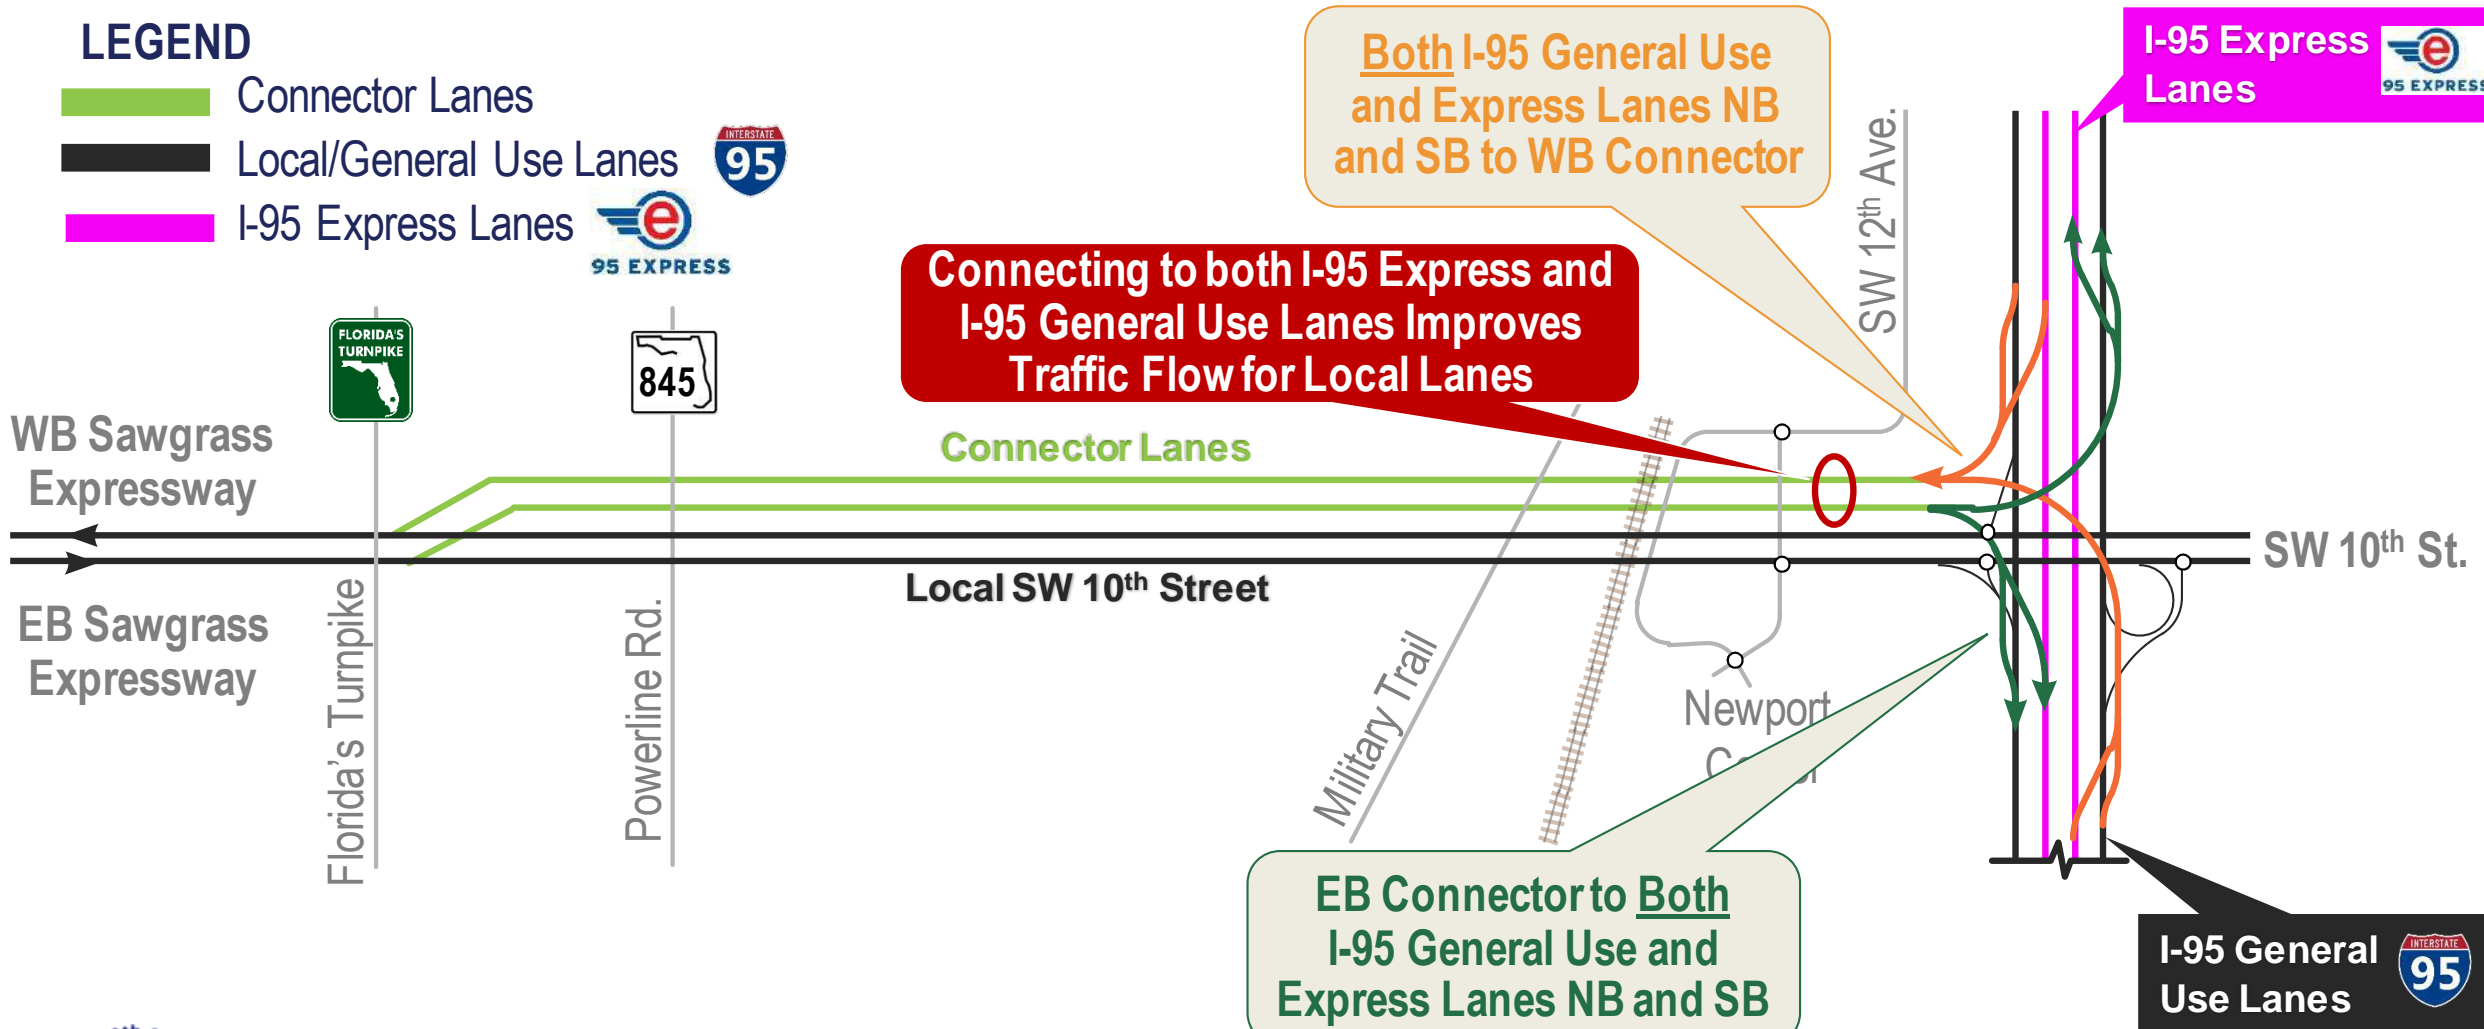 LEGEND
Connector Lanes
Local/General Use Lanes
INTERSTATE
95
I-95 Express Lanes
e
95 EXPRESS
Both I-95 General Use
and Express Lanes NB
and SB to WB Connector
I-95 Express
Lanes
e
95 EXPRESS
SW 12th Ave.
Connecting to both I-95 Express and
I-95 General Use Lanes Improves
Traffic Flow for Local Lanes
FLORIDA'S
TURNPIKE
845
WB Sawgrass
Expressway
Connector Lanes
SW 10th St.
Local SW 10th Street
EB Sawgrass
Expressway
Florida's Turnpike
Powerline Rd.
Military Trail
Newport
EB Connector to Both
I-95 General Use and
Express Lanes NB and SB
I-95 General
Use Lanes
INTERSTATE
95